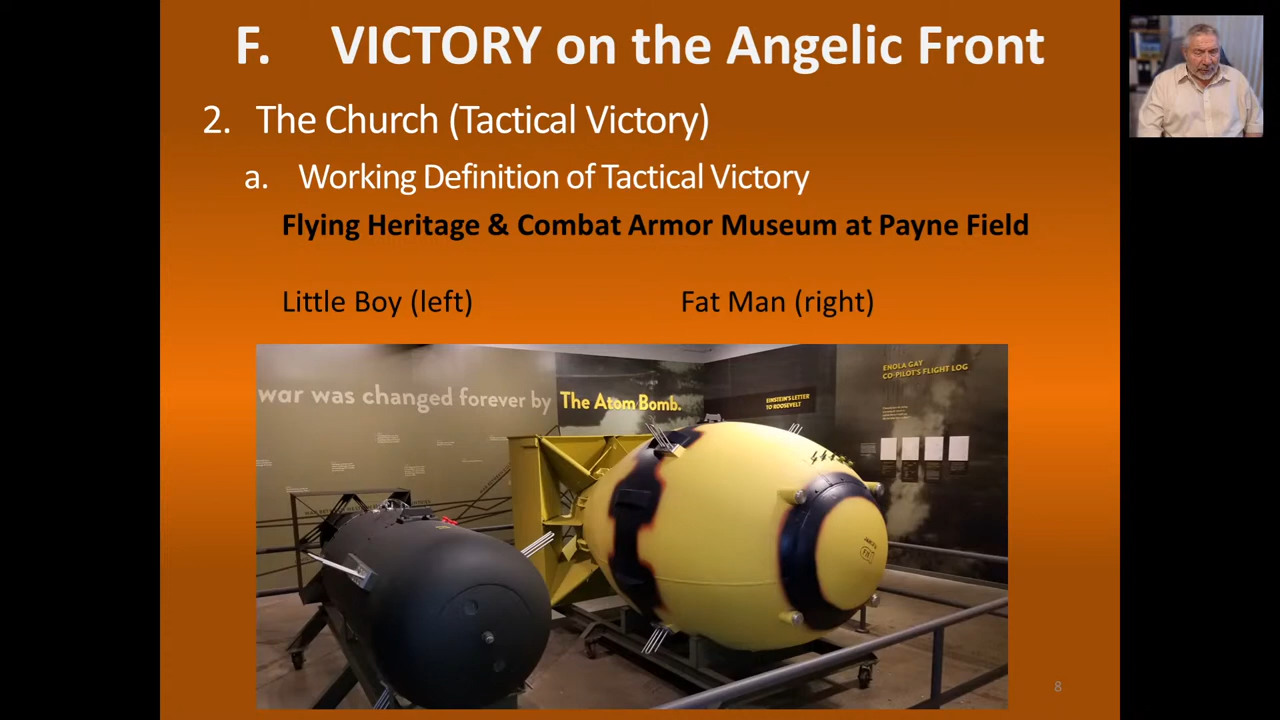 F. VICTORY on the Angelic Front
2. The Church (Tactical Victory)
a. Working Definition of Tactical Victory
Flying Heritage & Combat Armor Museum at Payne Field
Little Boy (left) Fat Man (right)
war was changed forever by The Atom Bomb.
EINSTEIN'S LETTER
TO ROOSEVELT
ENOLA GAY
CO-PILOT'S FLIGHT LOG
8